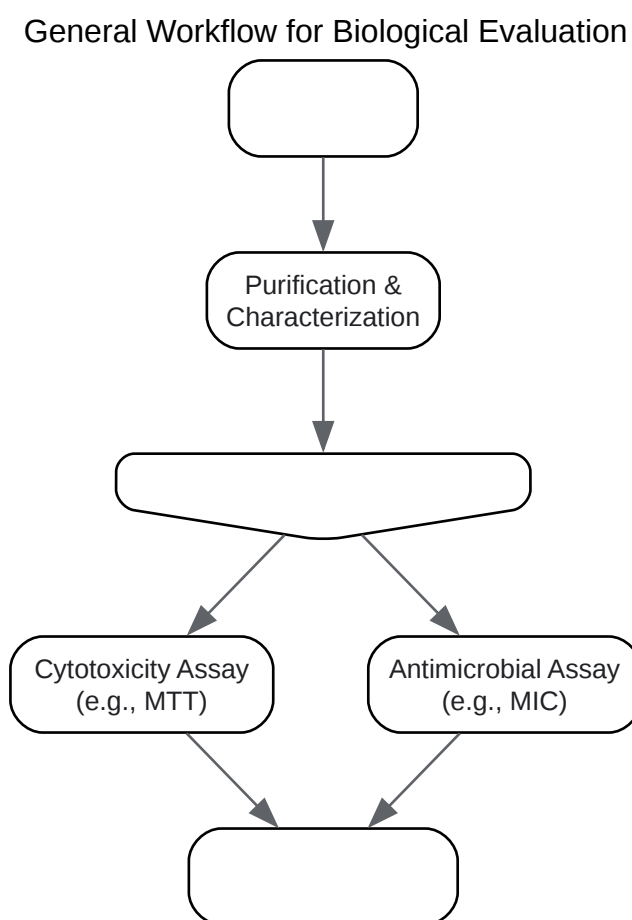 General Workflow for Biological Evaluation
Purification &
Characterization
Cytotoxicity Assay
(e.g., MTT)
Antimicrobial Assay
(e.g., MIC)